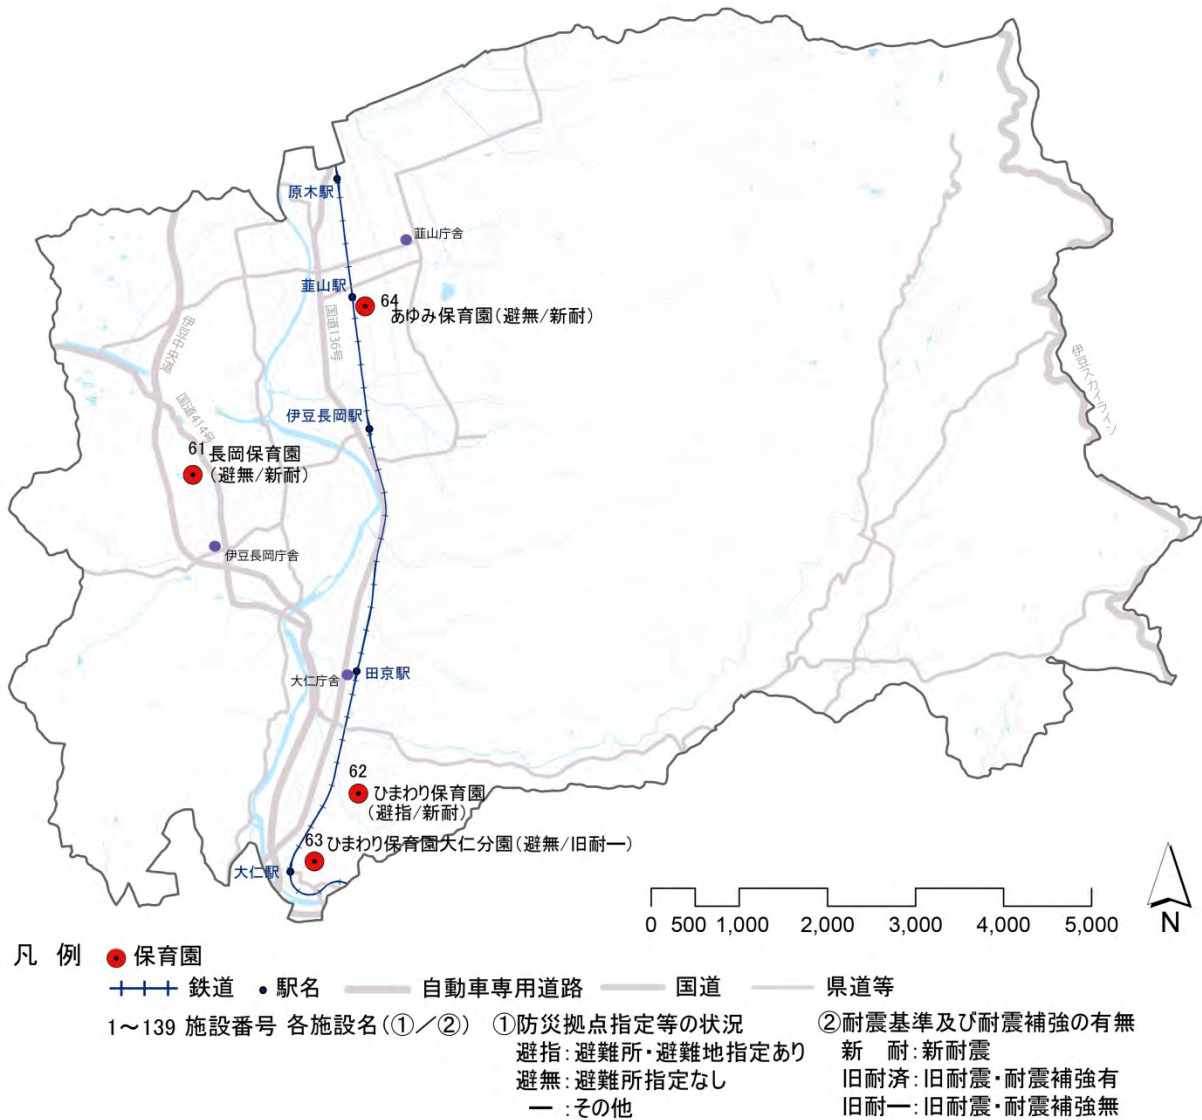 原木駅
韮山庁舎
韮山駅
64
あゆみ保育園(避無/新耐)
国道136号
伊豆中央道
国道414号
伊豆スカイライン
伊豆長岡駅
61 長岡保育園
(避無/新耐)
伊豆長岡庁舎
大仁庁舎
田京駅
62
ひまわり保育園
(避指/新耐)
63 ひまわり保育園大仁分園(避無/旧耐ー)
大仁駅
0 500 1,000 2,000 3,000 4,000 5,000
N
凡 例 保育園
鉄道 駅名 自動車専用道路 国道 県道等
1～139 施設番号 各施設名(①/②) ①防災拠点指定等の状況 ②耐震基準及び耐震補強の有無
避指:避難所・避難地指定あり 新 耐:新耐震
避無:避難所指定なし 旧耐済:旧耐震・耐震補強有
ー:その他 旧耐ー:旧耐震・耐震補強無